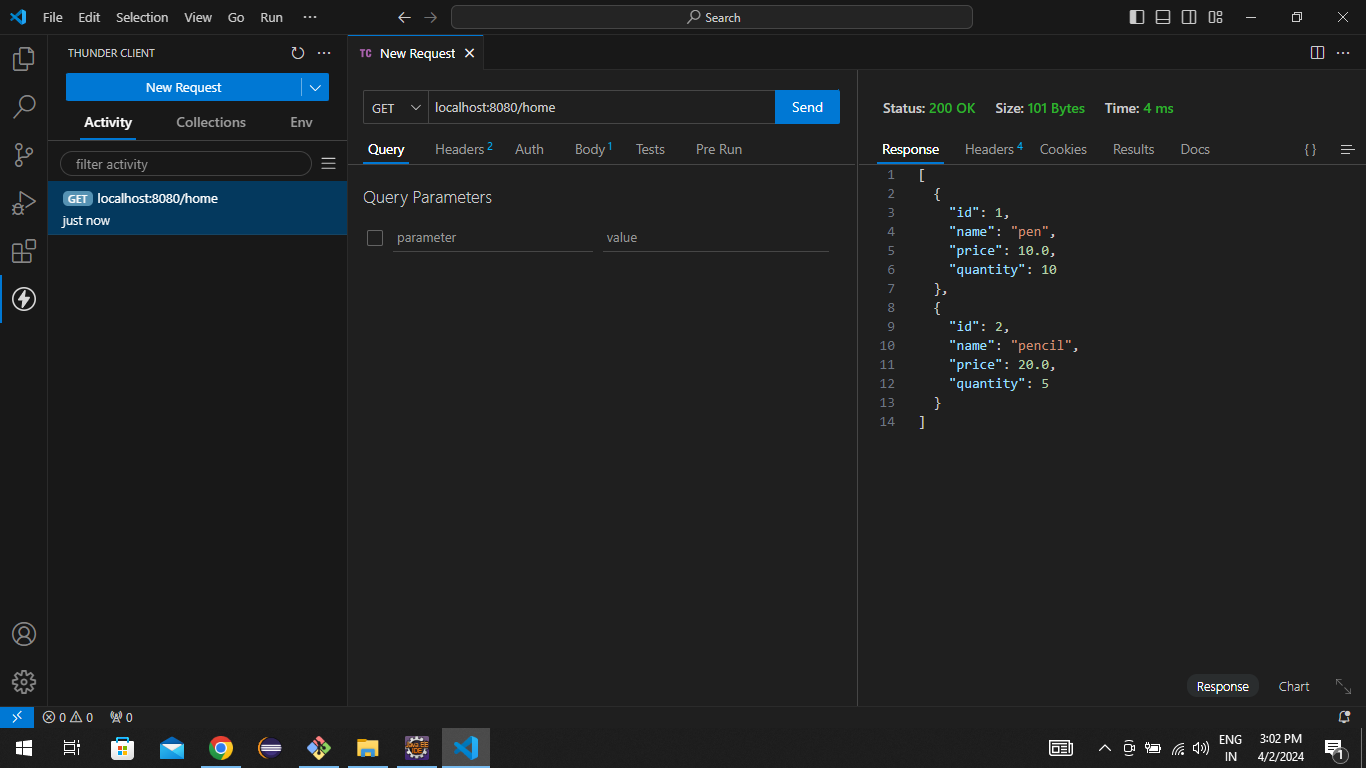 File Edit Selection View Go Run ··· Search
THUNDER CLIENT
New Request
Activity Collections Env
filter activity
GET localhost:8080/home
just now
TC New Request
GET localhost:8080/home Send
Query Headers 2 Auth Body 1 Tests Pre Run
Query Parameters
parameter value
Status: 200 OK Size: 101 Bytes Time: 4 ms
Response Headers 4 Cookies Results Docs { }
1 [
2 {
3 "id": 1,
4 "name": "pen",
5 "price": 10.0,
6 "quantity": 10
7 },
8 {
9 "id": 2,
10 "name": "pencil",
11 "price": 20.0,
12 "quantity": 5
13 }
14 ]
Response Chart
0 0 0
Java EE
IDE
ENG
IN
3:02 PM
4/2/2024
1